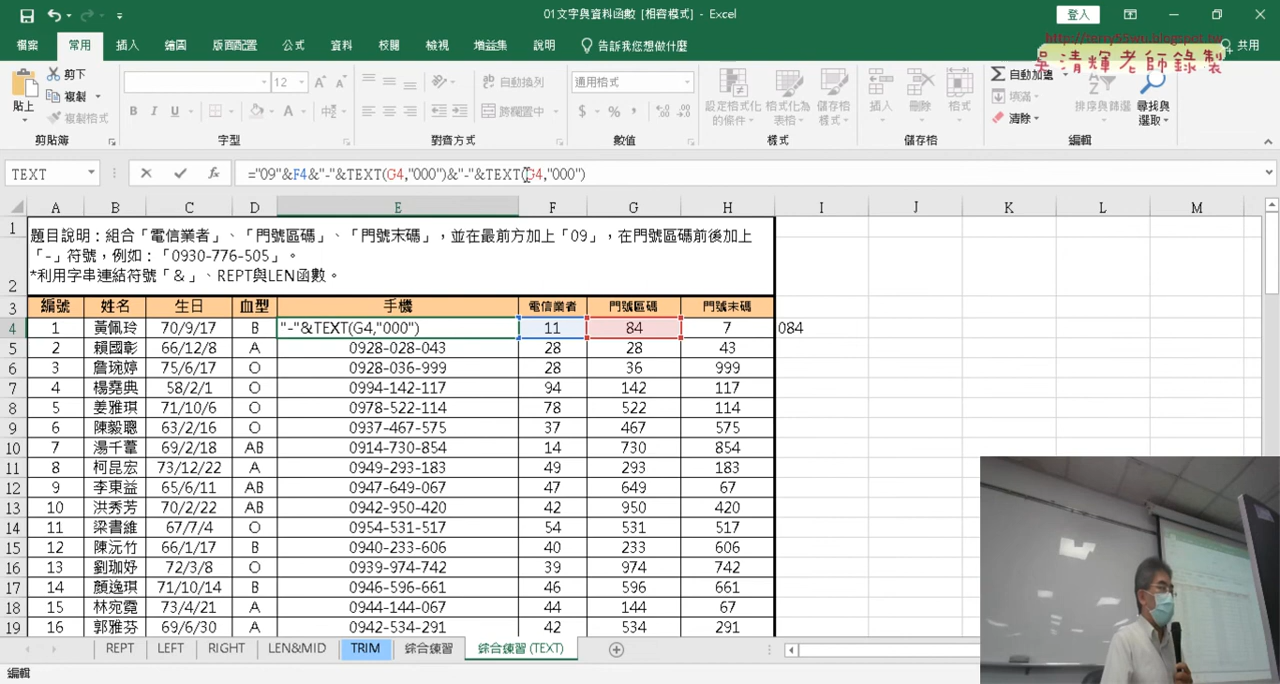 01文字與資料函數 [相容模式] - Excel
登入
檔案 常用 插入 繪圖 版面配置 公式 資料 校閱 檢視 增益集 說明 告訴我您想做什麼 共用
http://terry55wu.blogspot.tw
吳清輝老師錄製
貼上 剪下 複製 複製格式
12 自動換列 跨欄置中 通用格式
設定格式化的條件 格式化為表格 儲存格樣式 插入 刪除 格式
自動加總 填滿 清除 排序與篩選 尋找與選取
剪貼簿 字型 對齊方式 數值 樣式 儲存格 編輯
TEXT ="09"&F4&"-"&TEXT(G4,"000")&"-"&TEXT(G4,"000")
A B C D E F G H I J K L M
1 題目說明：組合「電信業者」、「門號區碼」、「門號末碼」，並在最前方加上「09」，在門號區碼前後加上
「-」符號，例如：「0930-776-505」。
2 *利用字串連結符號「&」、REPT與LEN函數。
3 編號 姓名 生日 血型 手機 電信業者 門號區碼 門號末碼
4 1 黃佩玲 70/9/17 B "-"&TEXT(G4,"000") 11 84 7 084
5 2 賴國彰 66/12/8 A 0928-028-043 28 28 43
6 3 詹琬婷 75/6/17 O 0928-036-999 28 36 999
7 4 楊堯典 58/2/1 O 0994-142-117 94 142 117
8 5 姜雅琪 71/10/6 O 0978-522-114 78 522 114
9 6 陳毅聰 63/2/16 O 0937-467-575 37 467 575
10 7 湯千葦 69/2/18 AB 0914-730-854 14 730 854
11 8 柯昆宏 73/12/22 A 0949-293-183 49 293 183
12 9 李東益 65/6/11 AB 0947-649-067 47 649 67
13 10 洪秀芳 70/2/22 AB 0942-950-420 42 950 420
14 11 梁書維 67/7/4 O 0954-531-517 54 531 517
15 12 陳沅竹 66/1/17 B 0940-233-606 40 233 606
16 13 劉珈妤 72/3/8 O 0939-974-742 39 974 742
17 14 顏逸琪 71/10/14 B 0946-596-661 46 596 661
18 15 林宛霓 73/4/21 A 0944-144-067 44 144 67
19 16 郭雅芬 69/6/30 A 0942-534-291 42 534 291
REPT LEFT RIGHT LEN&MID TRIM 綜合練習 綜合練習 (TEXT)
編輯